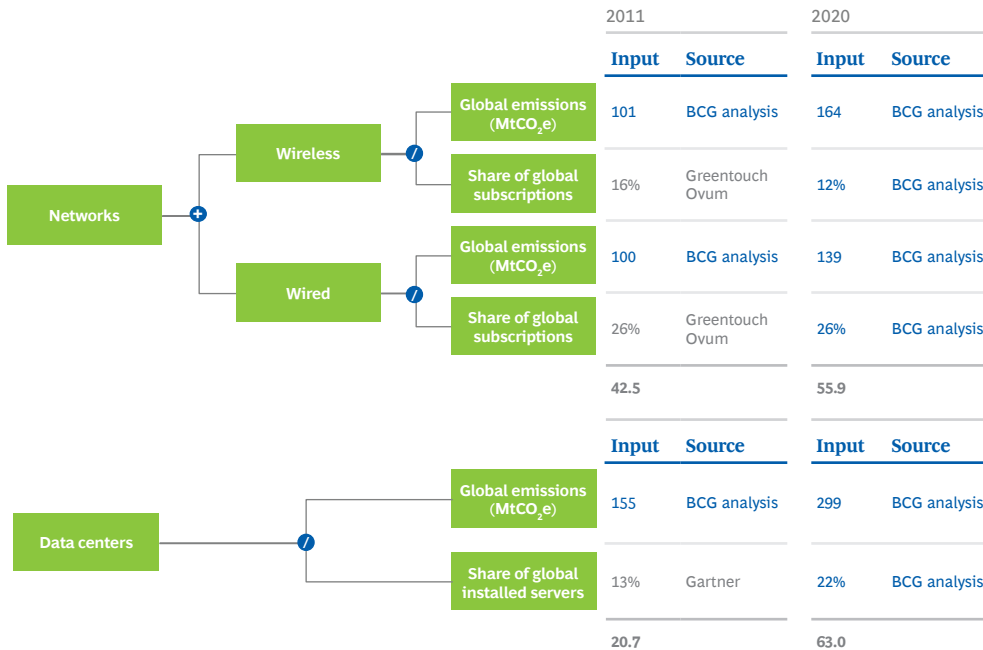 2011 2020
Input Source Input Source
Global emissions
(MtCO₂e)
101 BCG analysis 164 BCG analysis
Wireless
/
Share of global
subscriptions
16% Greentouch
Ovum
12% BCG analysis
Networks
+
Global emissions
(MtCO₂e)
100 BCG analysis 139 BCG analysis
Wired
/
Share of global
subscriptions
26% Greentouch
Ovum
26% BCG analysis
42.5 55.9
Input Source Input Source
Global emissions
(MtCO₂e)
155 BCG analysis 299 BCG analysis
Data centers
/
Share of global
installed servers
13% Gartner 22% BCG analysis
20.7 63.0